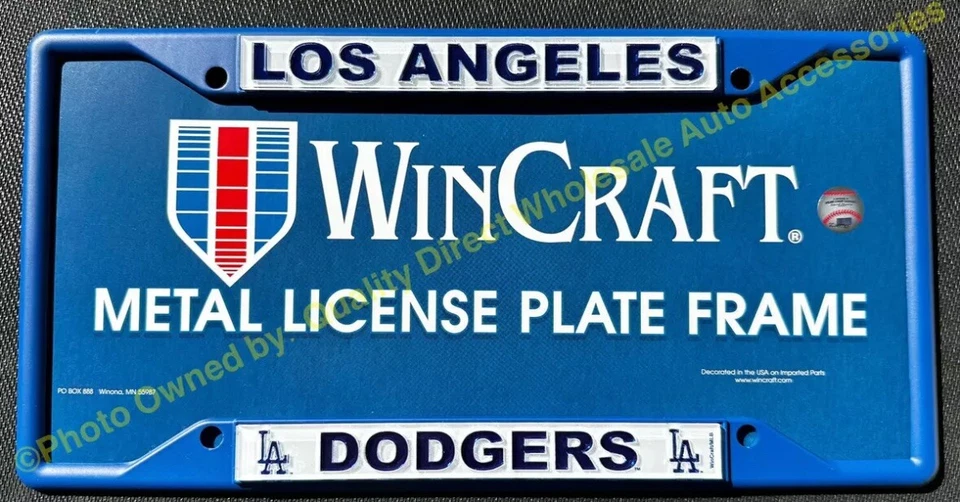 LOS ANGELES
WINCRAFT®
METAL LICENSE PLATE FRAME
Decorated in the USA on Imported Parts
www.wincraft.com
PO BOX 888 Winona, MN 55987
LA DODGERS™ LA
©Photo Owned by: Quality Direct Wholesale Auto Accessories